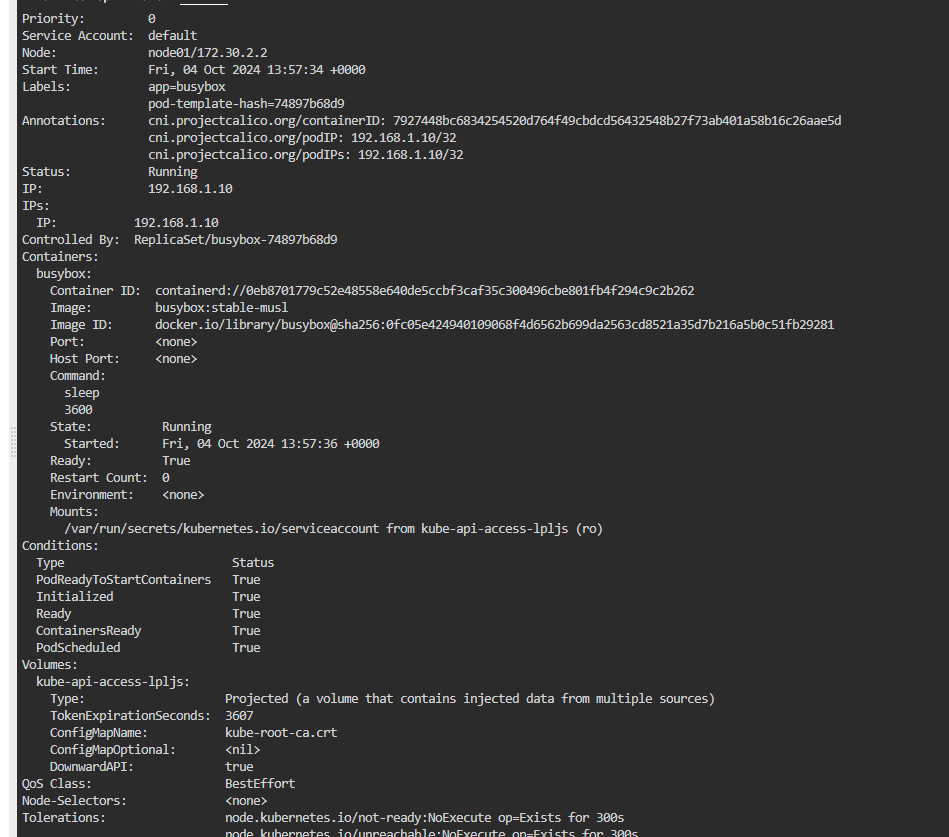 Priority:         0
Service Account:  default
Node:             node01/172.30.2.2
Start Time:       Fri, 04 Oct 2024 13:57:34 +0000
Labels:           app=busybox
                  pod-template-hash=74897b68d9
Annotations:      cni.projectcalico.org/containerID: 7927448bc6834254520d764f49cbdcd56432548b27f73ab401a58b16c26aae5d
                  cni.projectcalico.org/podIP: 192.168.1.10/32
                  cni.projectcalico.org/podIPs: 192.168.1.10/32
Status:           Running
IP:               192.168.1.10
IPs:
  IP:           192.168.1.10
Controlled By:  ReplicaSet/busybox-74897b68d9
Containers:
  busybox:
    Container ID:  containerd://0eb8701779c52e48558e640de5ccbf3caf35c300496cbe801fb4f294c9c2b262
    Image:         busybox:stable-musl
    Image ID:      docker.io/library/busybox@sha256:0fc05e424940109068f4d6562b699da2563cd8521a35d7b216a5b0c51fb29281
    Port:          <none>
    Host Port:     <none>
    Command:
      sleep
      3600
    State:          Running
      Started:      Fri, 04 Oct 2024 13:57:36 +0000
    Ready:          True
    Restart Count:  0
    Environment:    <none>
    Mounts:
      /var/run/secrets/kubernetes.io/serviceaccount from kube-api-access-lpljs (ro)
Conditions:
  Type                        Status
  PodReadyToStartContainers   True
  Initialized                 True
  Ready                       True
  ContainersReady             True
  PodScheduled                True
Volumes:
  kube-api-access-lpljs:
    Type:                    Projected (a volume that contains injected data from multiple sources)
    TokenExpirationSeconds:  3607
    ConfigMapName:           kube-root-ca.crt
    ConfigMapOptional:       <nil>
    DownwardAPI:             true
QoS Class:                   BestEffort
Node-Selectors:              <none>
Tolerations:                 node.kubernetes.io/not-ready:NoExecute op=Exists for 300s
                             node.kubernetes.io/unreachable:NoExecute op=Exists for 300s